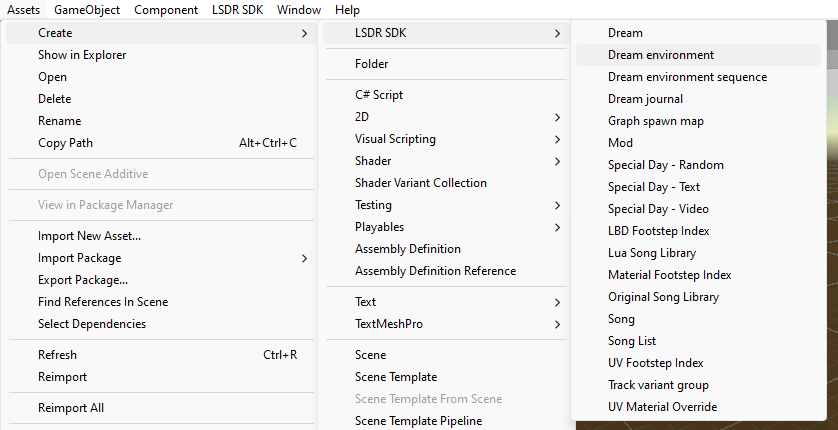 Assets GameObject Component LSDR SDK Window Help
Create
Show in Explorer
Open
Delete
Rename
Copy Path Alt+Ctrl+C
Open Scene Additive
View in Package Manager
Import New Asset...
Import Package
Export Package...
Find References In Scene
Select Dependencies
Refresh Ctrl+R
Reimport
Reimport All
LSDR SDK
Folder
C# Script
2D
Visual Scripting
Shader
Shader Variant Collection
Testing
Playables
Assembly Definition
Assembly Definition Reference
Text
TextMeshPro
Scene
Scene Template
Scene Template From Scene
Scene Template Pipeline
Dream
Dream environment
Dream environment sequence
Dream journal
Graph spawn map
Mod
Special Day - Random
Special Day - Text
Special Day - Video
LBD Footstep Index
Lua Song Library
Material Footstep Index
Original Song Library
Song
Song List
UV Footstep Index
Track variant group
UV Material Override